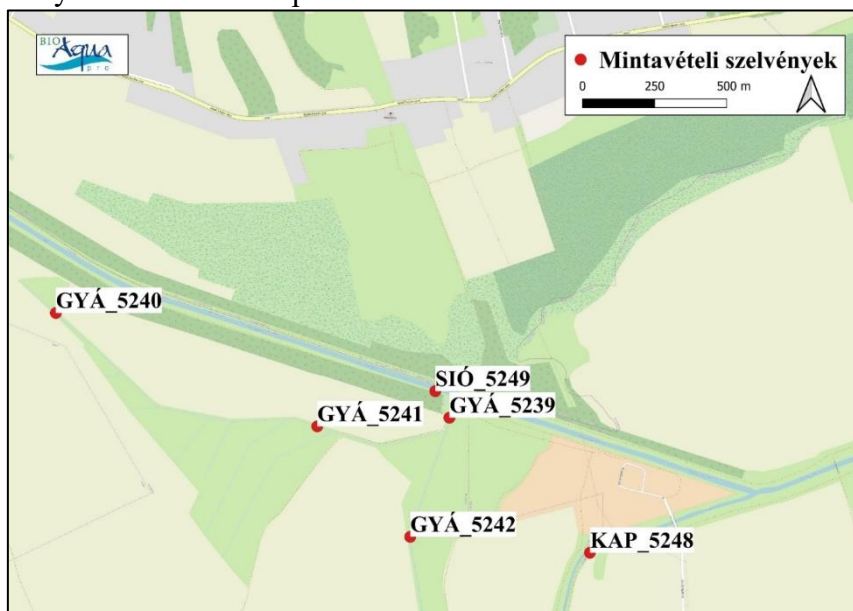 BIO
Aqua
pro
Mintavételi szelvények
0 250 500 m
GYÁ_5240
SIÓ_5249
GYÁ_5241
GYÁ_5239
GYÁ_5242
KAP_5248